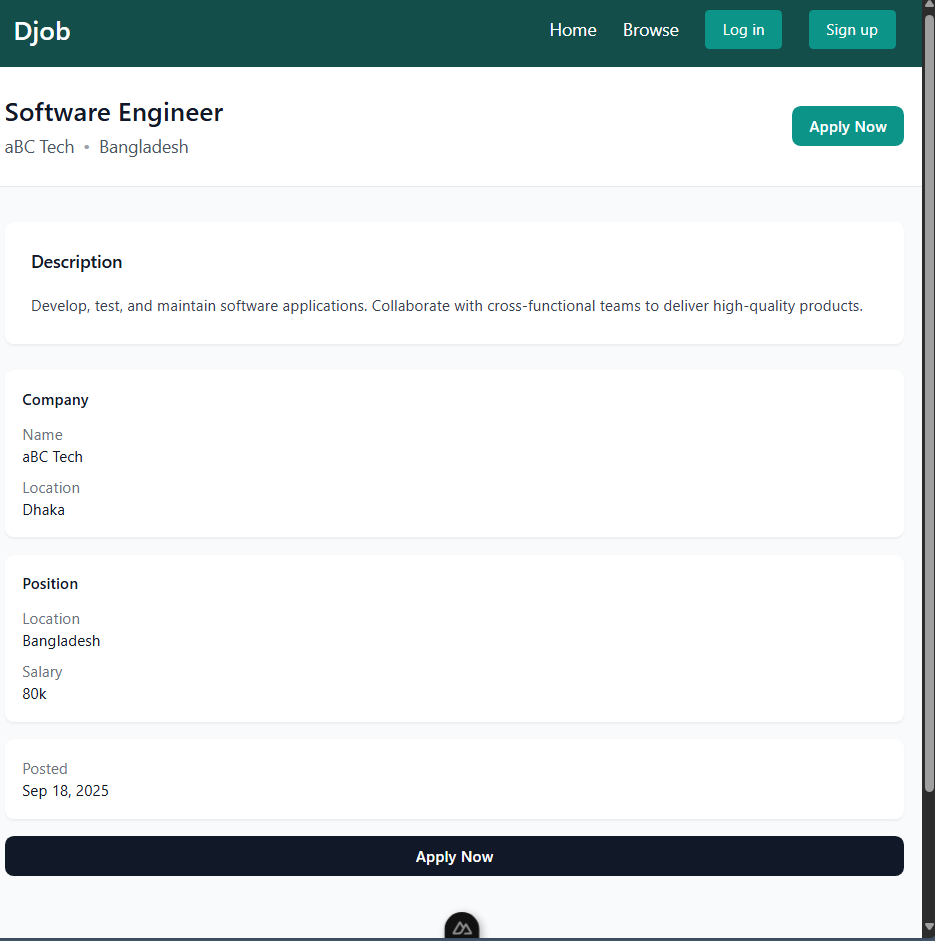 Djob
Home Browse Log in Sign up
Software Engineer
Apply Now
aBC Tech • Bangladesh
Description
Develop, test, and maintain software applications. Collaborate with cross-functional teams to deliver high-quality products.
Company
Name
aBC Tech
Location
Dhaka
Position
Location
Bangladesh
Salary
80k
Posted
Sep 18, 2025
Apply Now